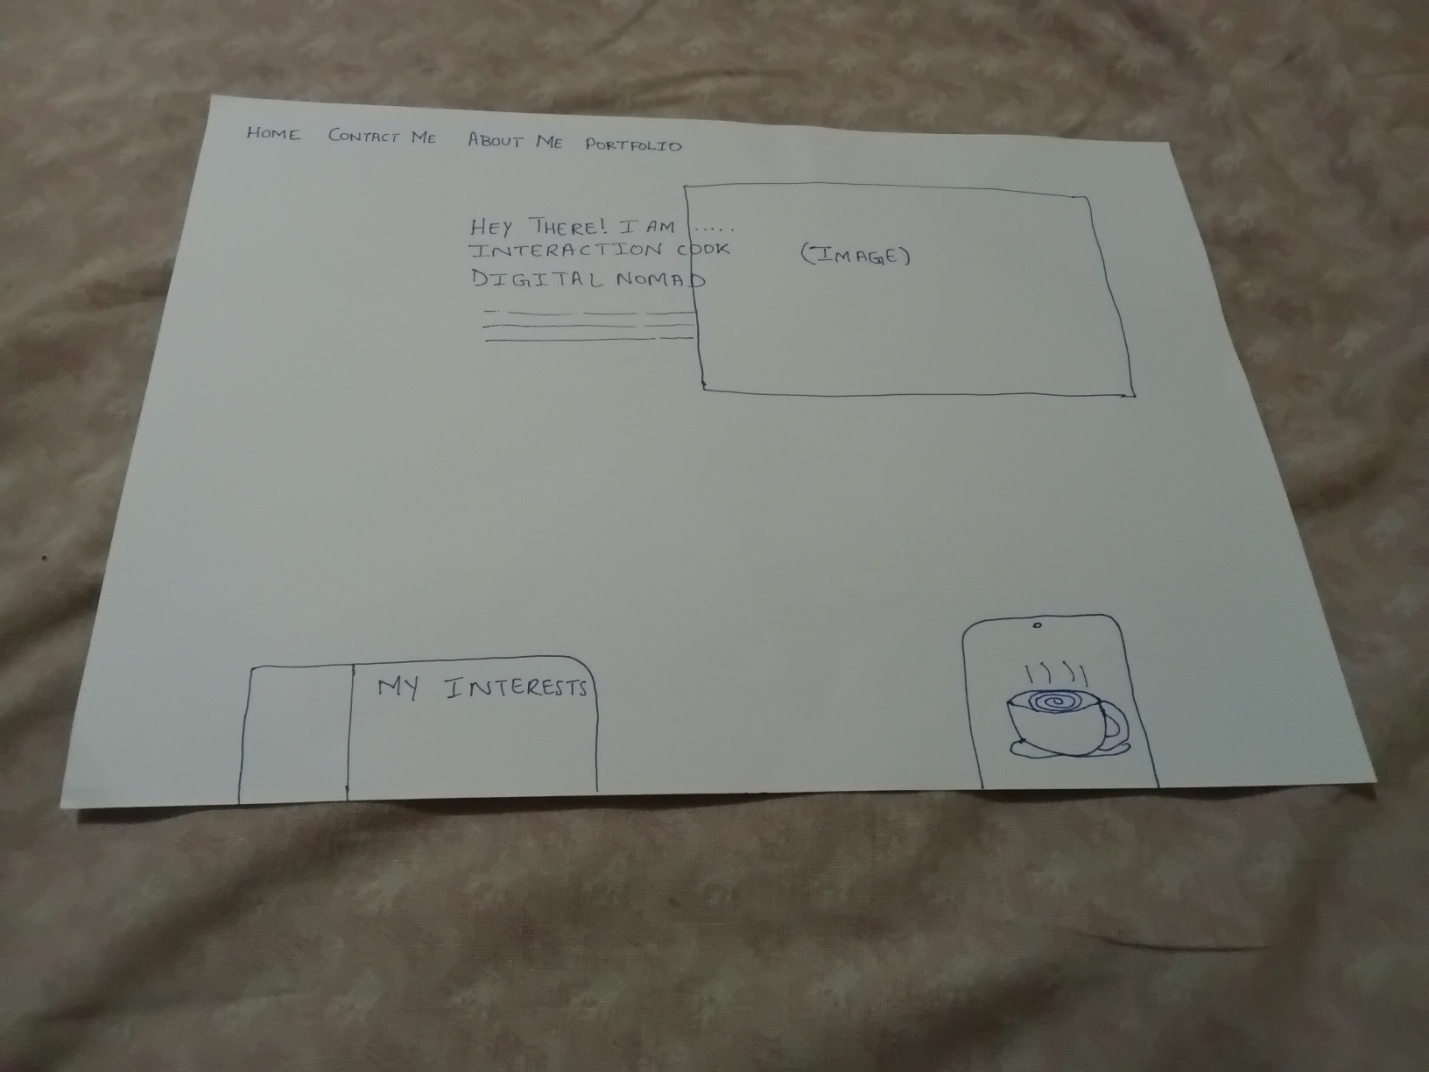 HOME CONTACT ME ABOUT ME PORTFOLIO
HEY THERE! I AM .....
INTERACTION COOK
DIGITAL NOMAD
(IMAGE)
MY INTERESTS